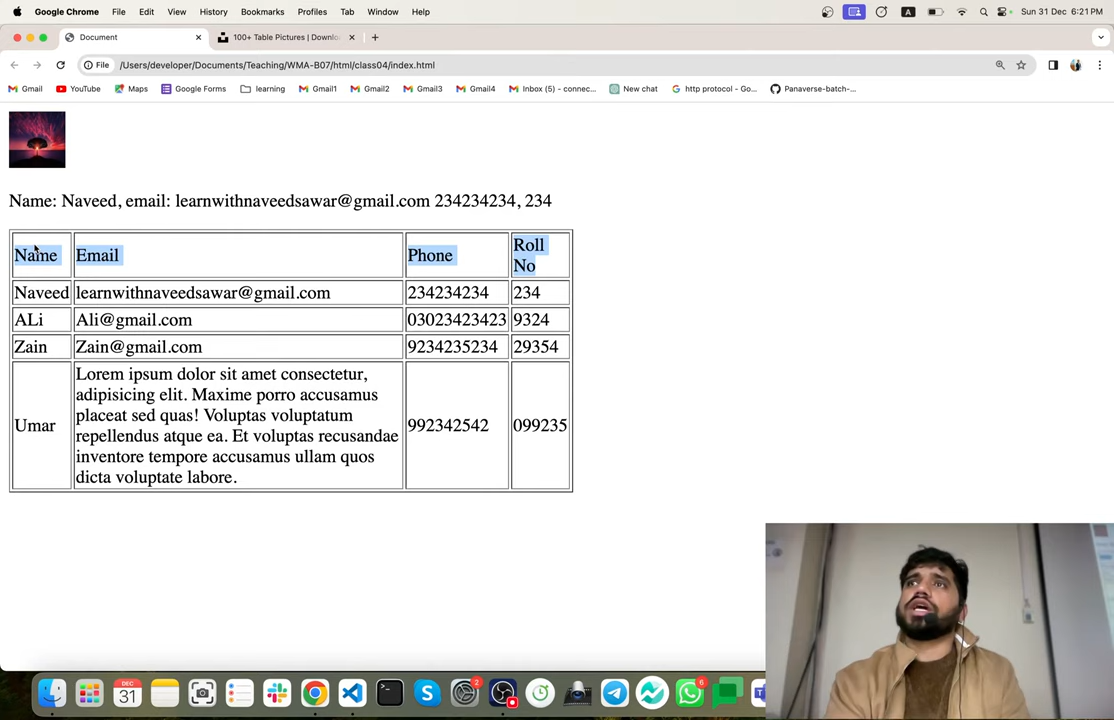 Google Chrome File Edit View History Bookmarks Profiles Tab Window Help A Sun 31 Dec 6:21 PM
Document 100+ Table Pictures | Downlo
File /Users/developer/Documents/Teaching/WMA-B07/html/class04/index.html
Gmail YouTube Maps Google Forms learning Gmail1 Gmail2 Gmail3 Gmail4 Inbox (5) - connec... New chat http protocol - Go... Panaverse-batch-...
Name: Naveed, email: learnwithnaveedsawar@gmail.com 234234234, 234
Name Email Phone Roll No
Naveed learnwithnaveedsawar@gmail.com 234234234 234
ALi Ali@gmail.com 03023423423 9324
Zain Zain@gmail.com 9234235234 29354
Umar
Lorem ipsum dolor sit amet consectetur,
adipisicing elit. Maxime porro accusamus
placeat sed quas! Voluptas voluptatum
repellendus atque ea. Et voluptas recusandae
inventore tempore accusamus ullam quos
dicta voluptate labore.
992342542 099235
DEC
31
2
6